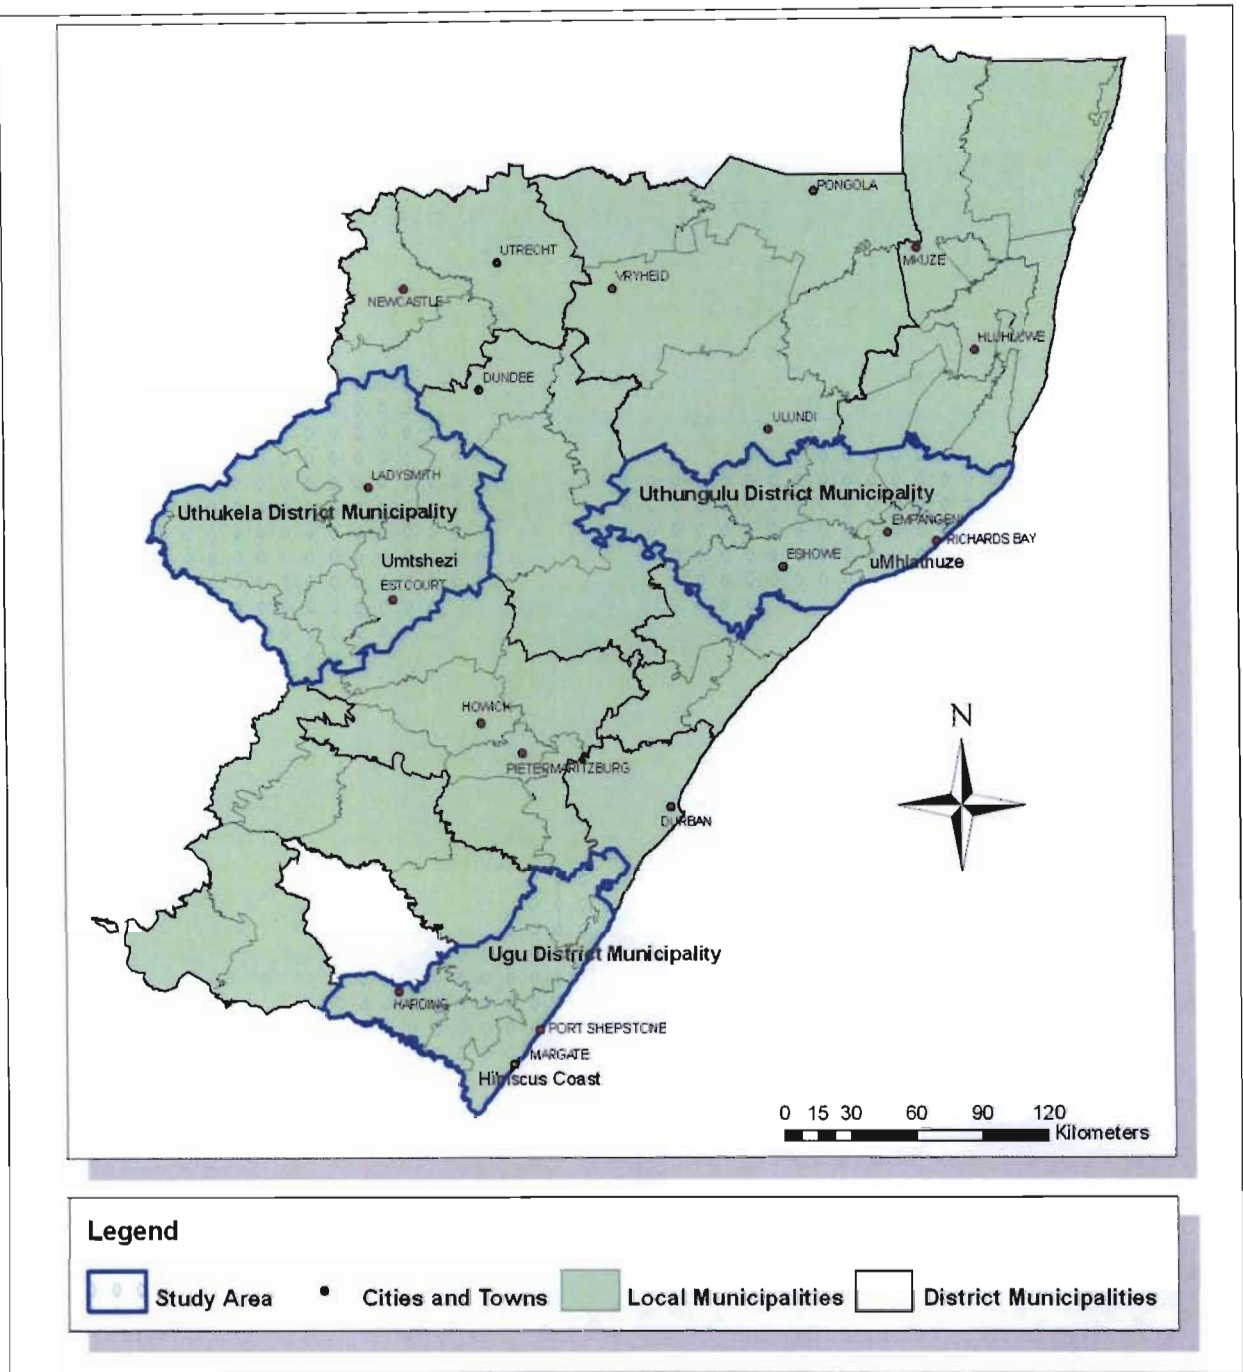 PONGOLA
UTRECHT
MKUZE
VRYHEID
NEWCASTLE
HLUHLUWE
DUNDEE
ULUNDI
LADYSMITH
Uthungulu District Municipality
Uthukela District Municipality
EMPANGENI
RICHARDS BAY
ESHOWE
uMhlathuze
Umtshezi
ESTCOURT
HOWICK
N
PIETERMARITZBURG
DURBAN
Ugu District Municipality
HARDING
PORT SHEPSTONE
MARGATE
Hibiscus Coast
0 15 30 60 90 120
Kilometers
Legend
Study Area Cities and Towns Local Municipalities District Municipalities